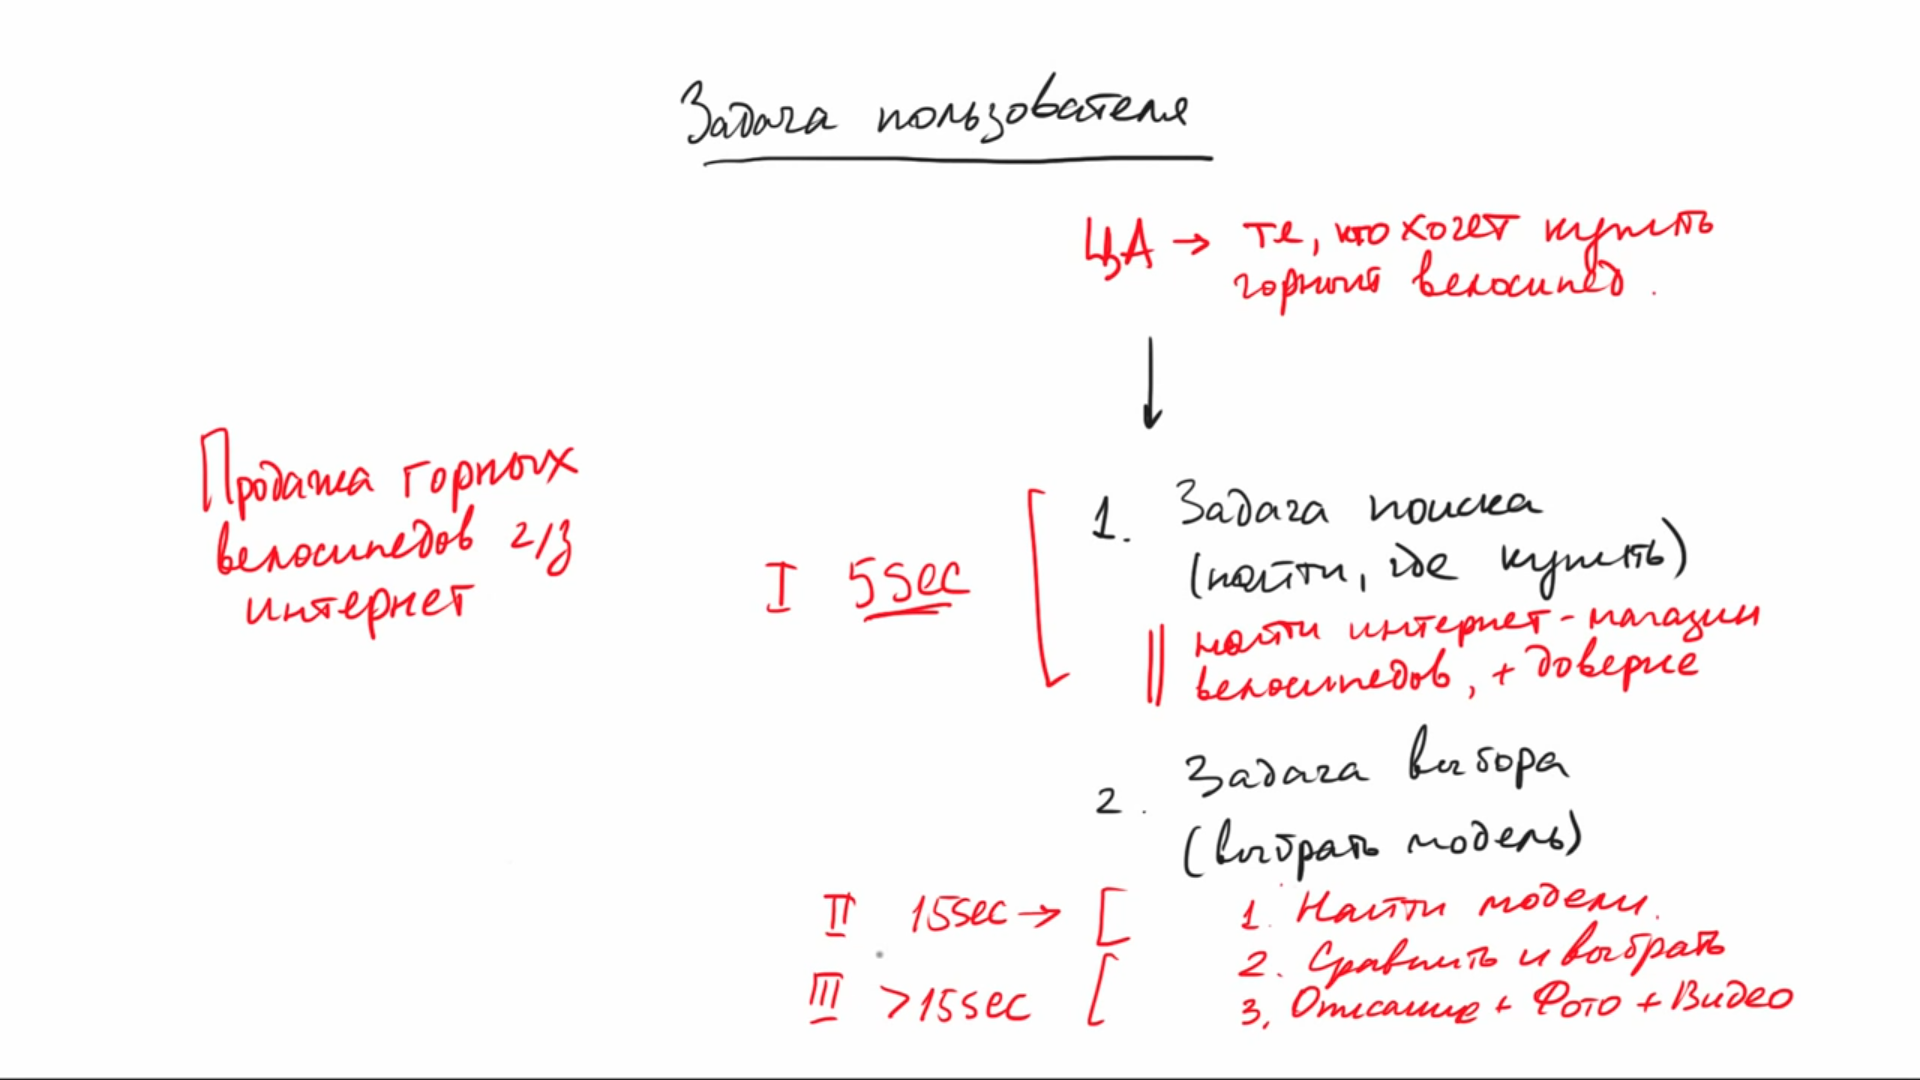 Задача пользователя
ЦА → те, кто хочет купить
горный велосипед.
Продажа горных
велосипедов ч/з
интернет
I 5sec
1. Задача поиска
(найти, где купить)
найти интернет-магазин
велосипедов, + доверие
2. Задача выбора
(выбрать модель)
II 15sec →
1. Найти модели.
2. Сравнить и выбрать
III >15sec
3. Описание + Фото + Видео